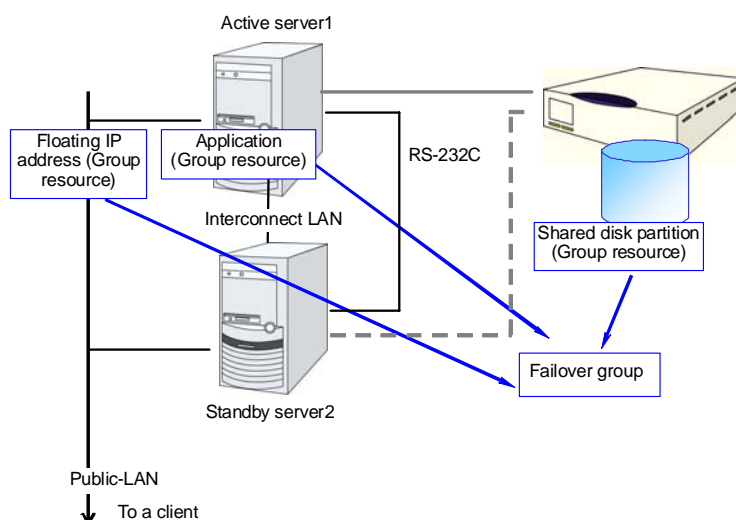 Active server1
Floating IP
address (Group
resource)
Application
(Group resource)
RS-232C
Interconnect LAN
Shared disk partition
(Group resource)
Failover group
Standby server2
Public-LAN
To a client